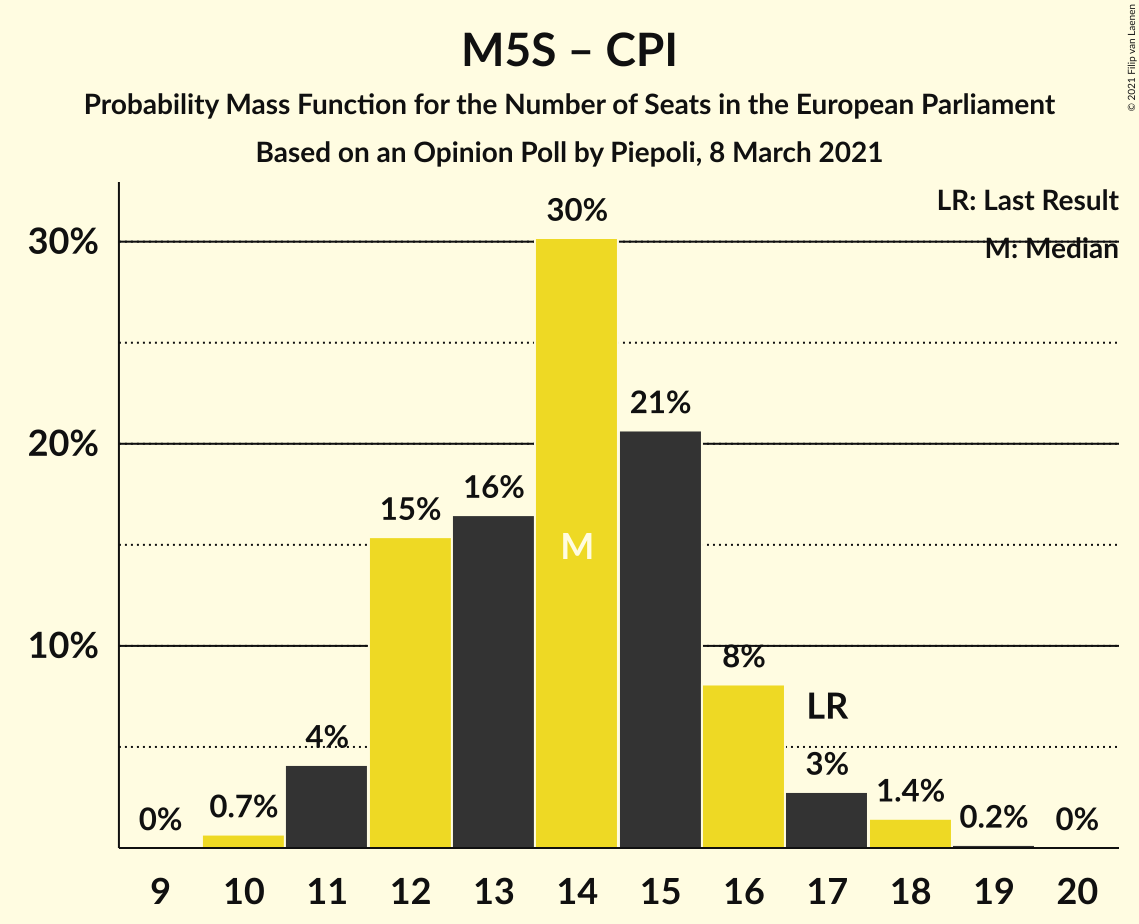 M5S – CPI
Probability Mass Function for the Number of Seats in the European Parliament
Based on an Opinion Poll by Piepoli, 8 March 2021
© 2021 Filip van Laenen
LR: Last Result
M: Median
30%
20%
10%
0%
0.7%
4%
15%
16%
30%
M
21%
8%
LR
3%
1.4%
0.2%
0%
9 10 11 12 13 14 15 16 17 18 19 20